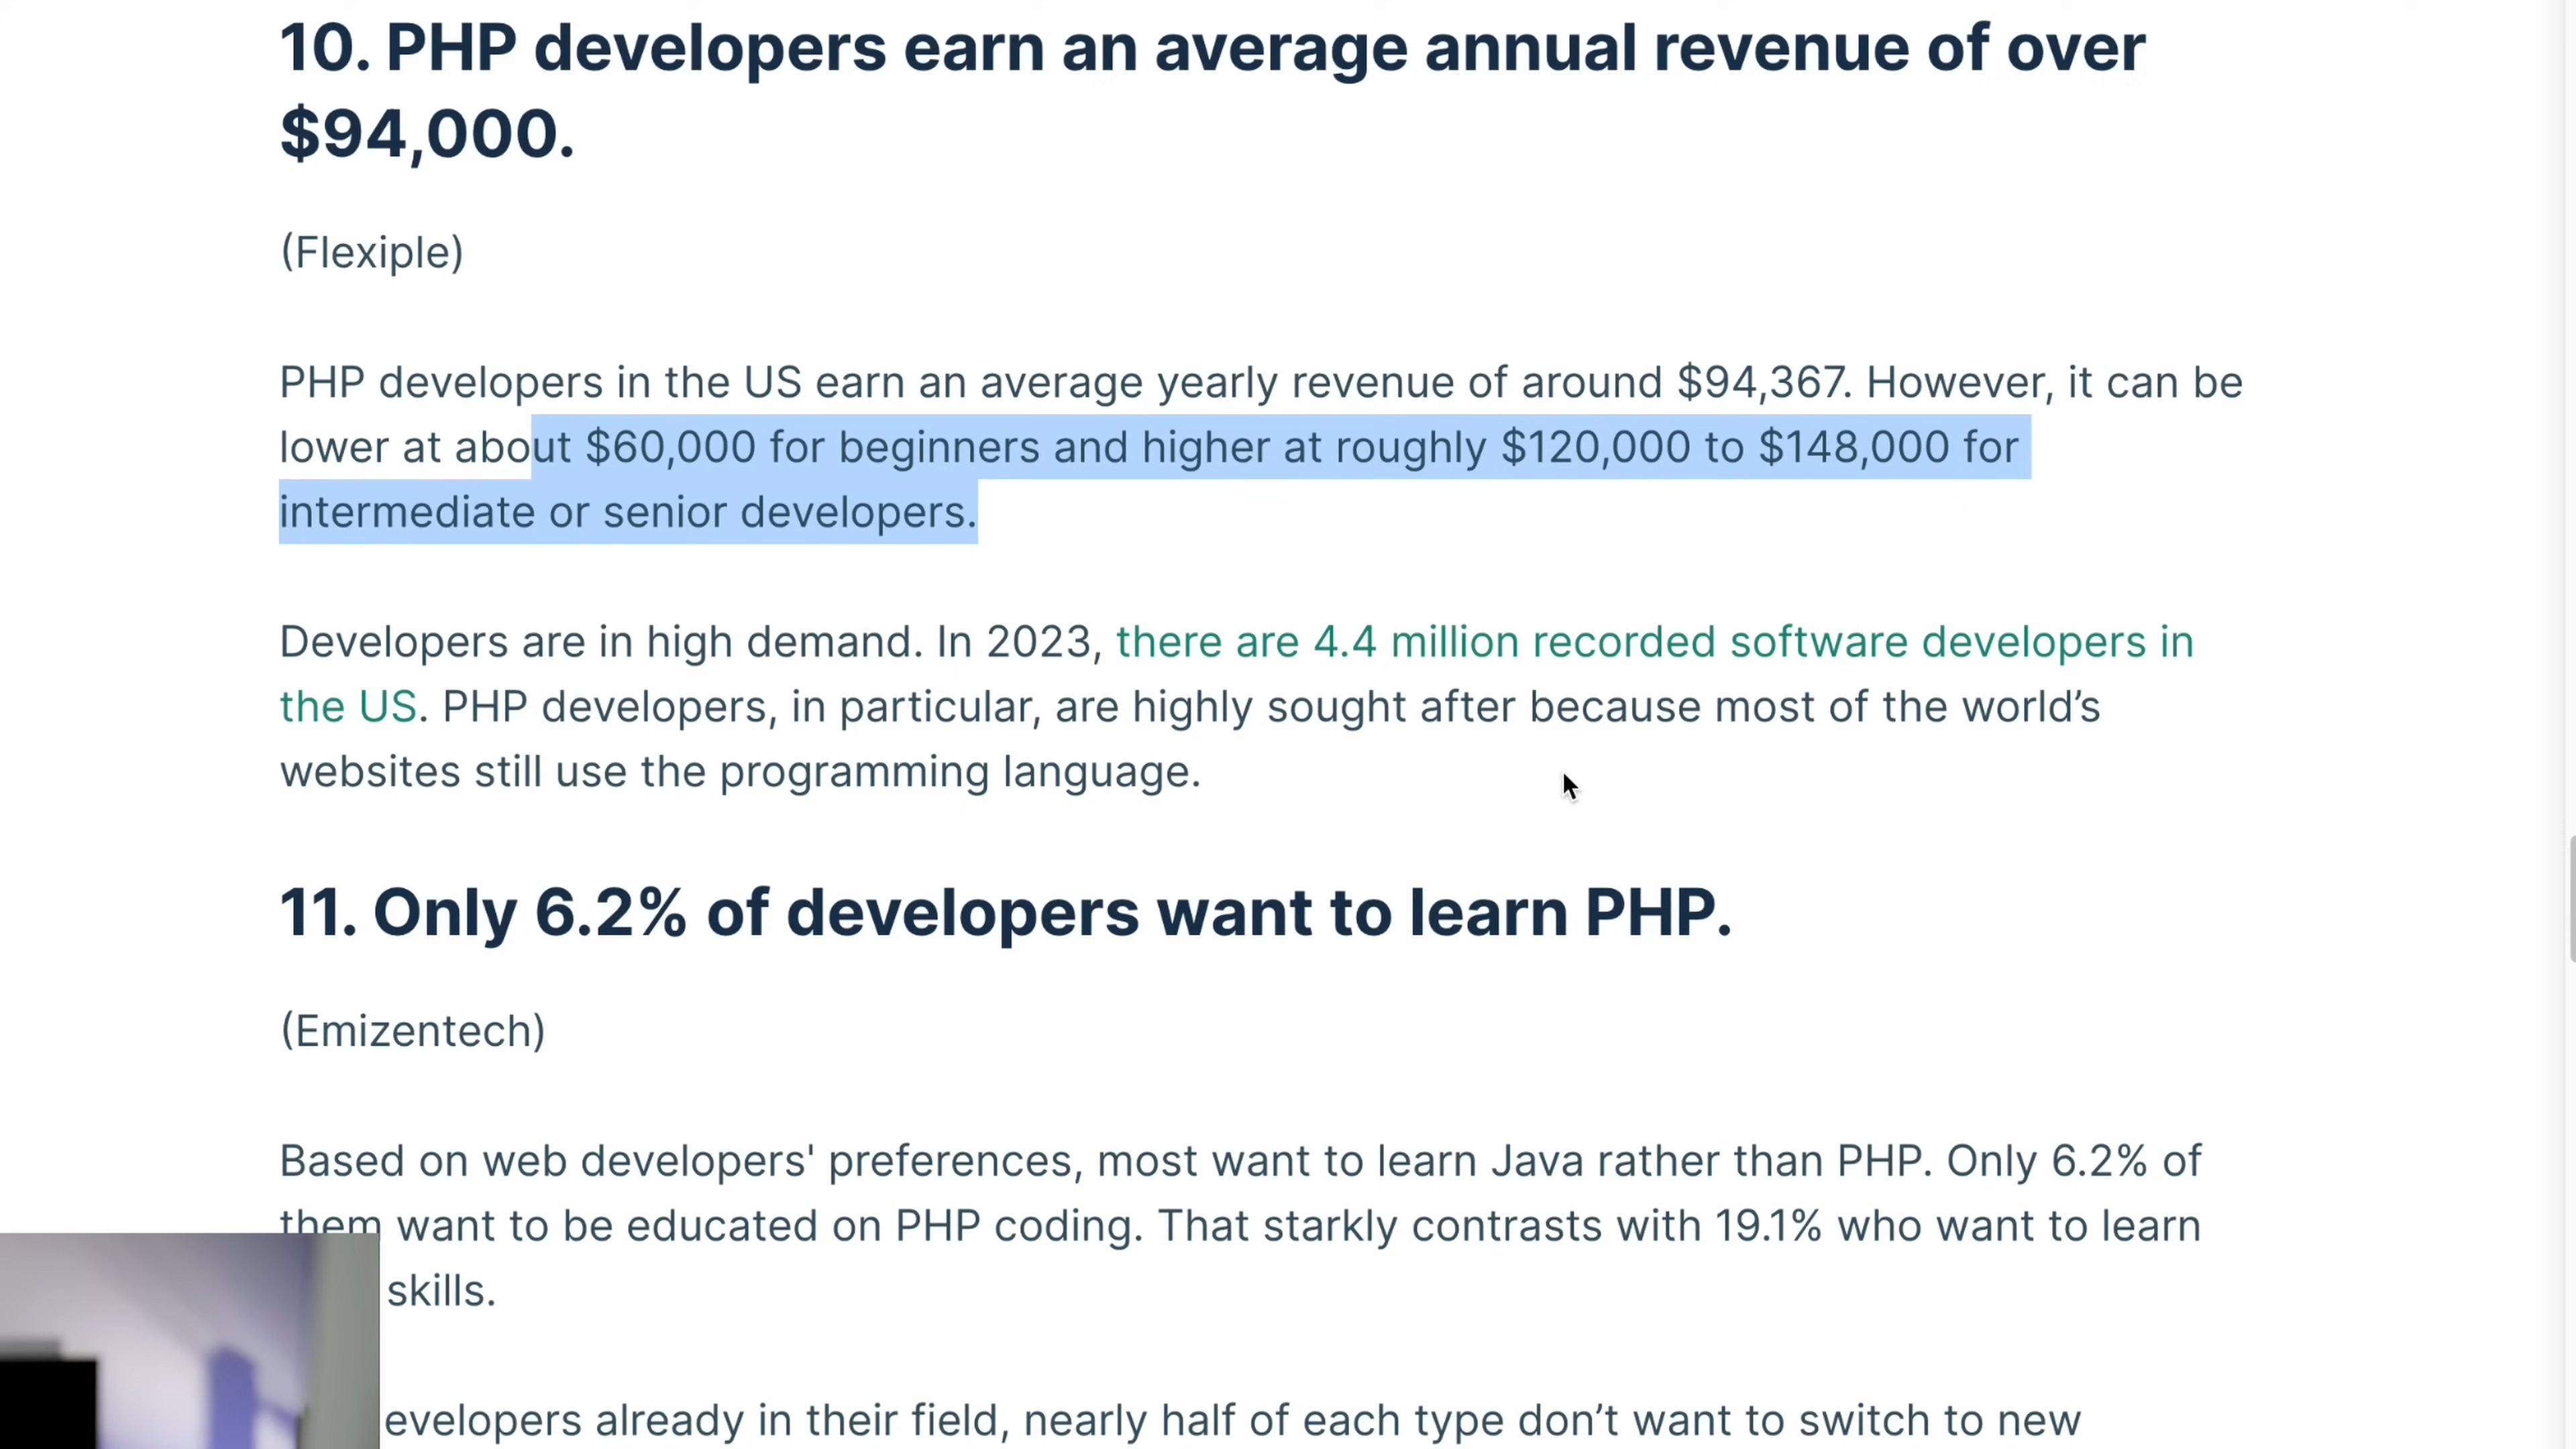 10. PHP developers earn an average annual revenue of over
$94,000.
(Flexiple)
PHP developers in the US earn an average yearly revenue of around $94,367. However, it can be
lower at about $60,000 for beginners and higher at roughly $120,000 to $148,000 for
intermediate or senior developers.
Developers are in high demand. In 2023, there are 4.4 million recorded software developers in
the US. PHP developers, in particular, are highly sought after because most of the world’s
websites still use the programming language.
11. Only 6.2% of developers want to learn PHP.
(Emizentech)
Based on web developers' preferences, most want to learn Java rather than PHP. Only 6.2% of
them want to be educated on PHP coding. That starkly contrasts with 19.1% who want to learn
skills.
evelopers already in their field, nearly half of each type don’t want to switch to new